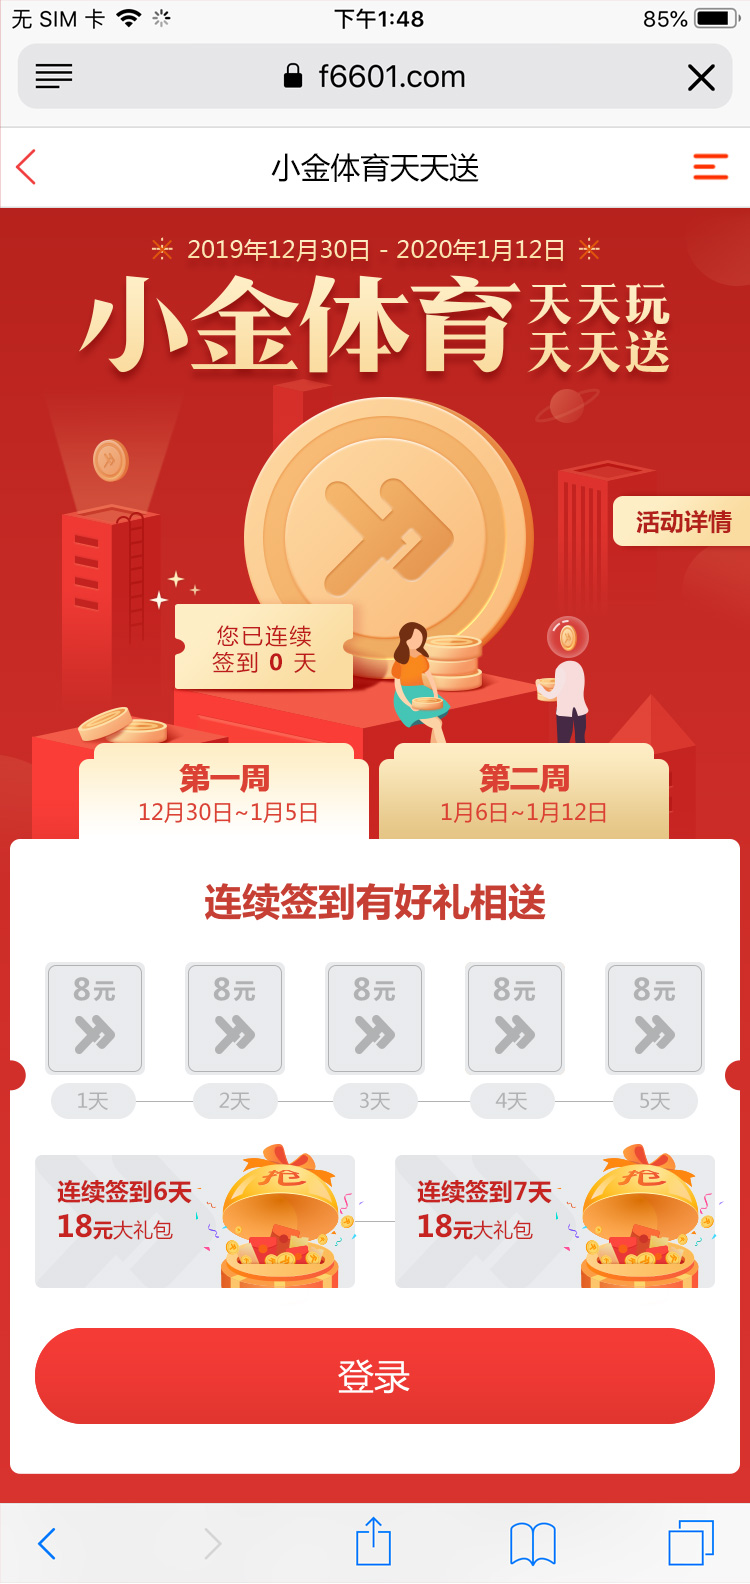 无 SIM 卡
下午1:48
85%
f6601.com
小金体育天天送
2019年12月30日 - 2020年1月12日
小金体育
天天玩
天天送
活动详情
您已连续
签到 0 天
第一周
12月30日~1月5日
第二周
1月6日~1月12日
连续签到有好礼相送
8元
8元
8元
8元
8元
1天
2天
3天
4天
5天
连续签到6天
18元大礼包
抢
连续签到7天
18元大礼包
抢
登录